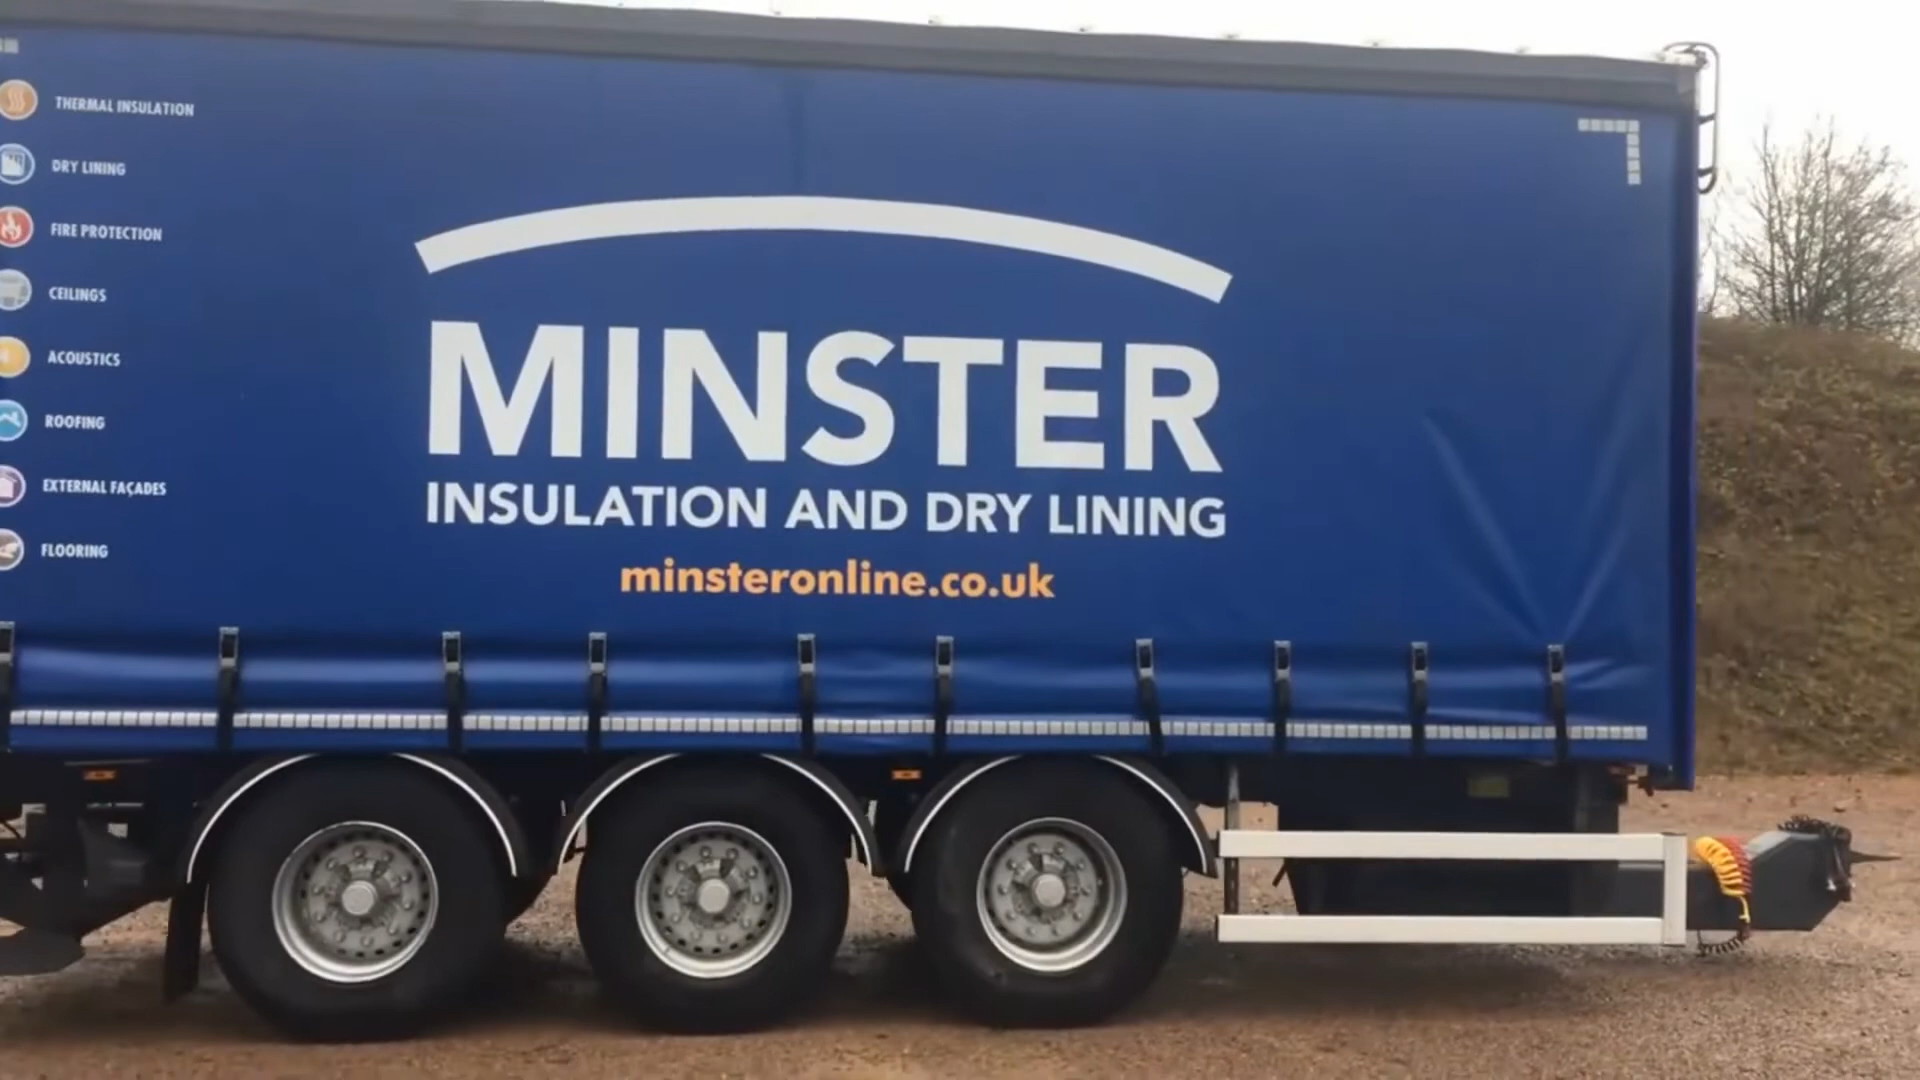 THERMAL INSULATION
DRY LINING
FIRE PROTECTION
CEILINGS
ACOUSTICS
ROOFING
EXTERNAL FAÇADES
FLOORING
MINSTER
INSULATION AND DRY LINING
minsteronline.co.uk